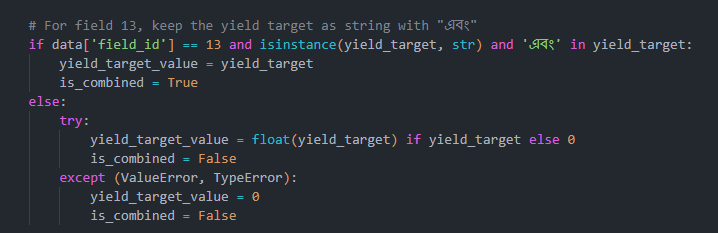 # For field 13, keep the yield target as string with "এবং"
if data['field_id'] == 13 and isinstance(yield_target, str) and 'এবং' in yield_target:
    yield_target_value = yield_target
    is_combined = True
else:
    try:
        yield_target_value = float(yield_target) if yield_target else 0
        is_combined = False
    except (ValueError, TypeError):
        yield_target_value = 0
        is_combined = False